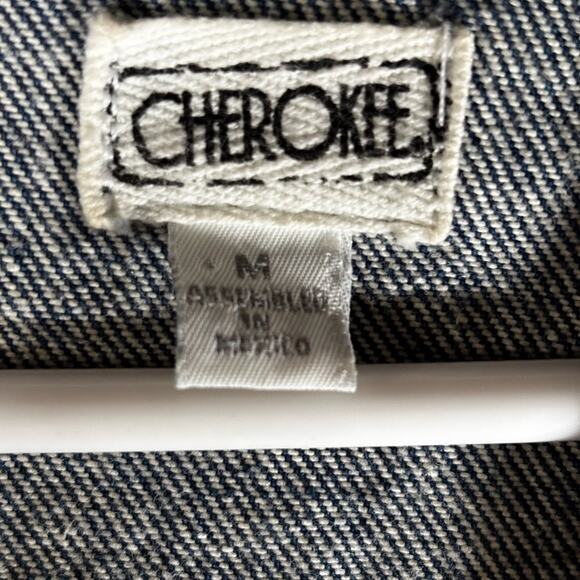 CHEROKEE.
M
ASSEMBLED
IN
MEXICO